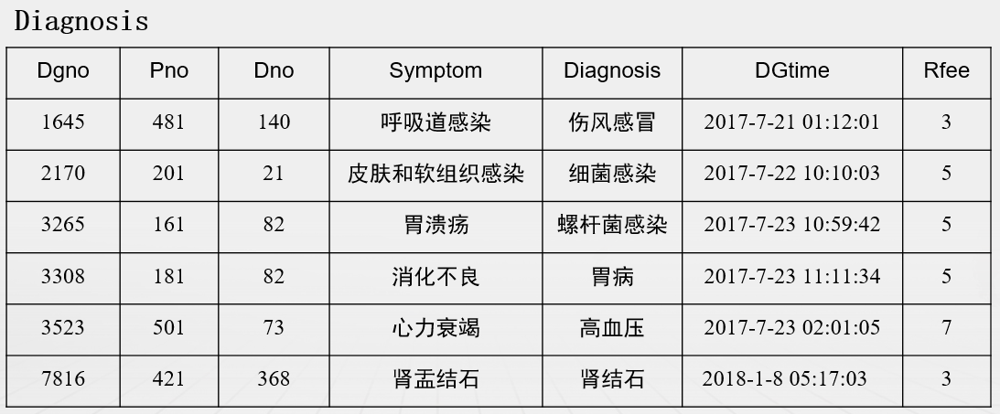 Diagnosis
Dgno Pno Dno Symptom Diagnosis DGtime Rfee
1645 481 140 呼吸道感染 伤风感冒 2017-7-21 01:12:01 3
2170 201 21 皮肤和软组织感染 细菌感染 2017-7-22 10:10:03 5
3265 161 82 胃溃疡 螺杆菌感染 2017-7-23 10:59:42 5
3308 181 82 消化不良 胃病 2017-7-23 11:11:34 5
3523 501 73 心力衰竭 高血压 2017-7-23 02:01:05 7
7816 421 368 肾盂结石 肾结石 2018-1-8 05:17:03 3